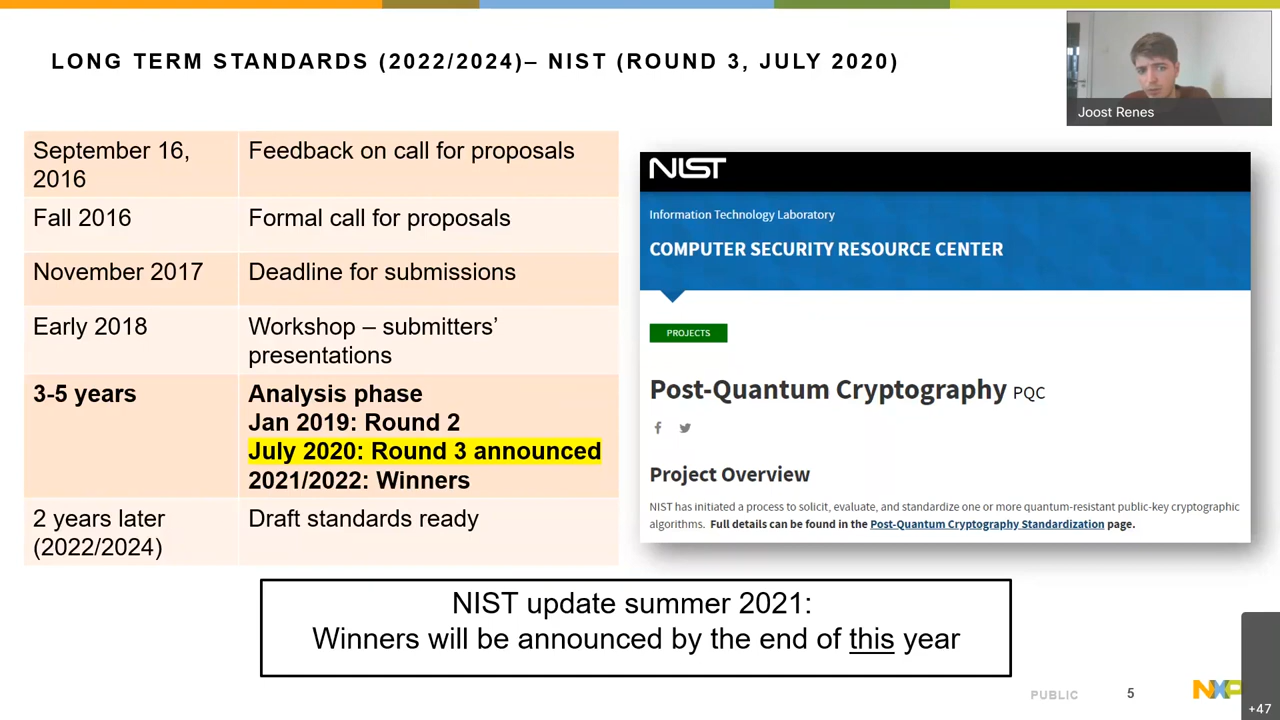 LONG TERM STANDARDS (2022/2024)– NIST (ROUND 3, JULY 2020)
Joost Renes
September 16,
2016
Feedback on call for proposals
Fall 2016
Formal call for proposals
November 2017
Deadline for submissions
Early 2018
Workshop – submitters’
presentations
3-5 years
Analysis phase
Jan 2019: Round 2
July 2020: Round 3 announced
2021/2022: Winners
2 years later
(2022/2024)
Draft standards ready
NIST
Information Technology Laboratory
COMPUTER SECURITY RESOURCE CENTER
PROJECTS
Post-Quantum Cryptography PQC
Project Overview
NIST has initiated a process to solicit, evaluate, and standardize one or more quantum-resistant public-key cryptographic
algorithms. Full details can be found in the Post-Quantum Cryptography Standardization page.
NIST update summer 2021:
Winners will be announced by the end of this year
PUBLIC
5
NXP
+47